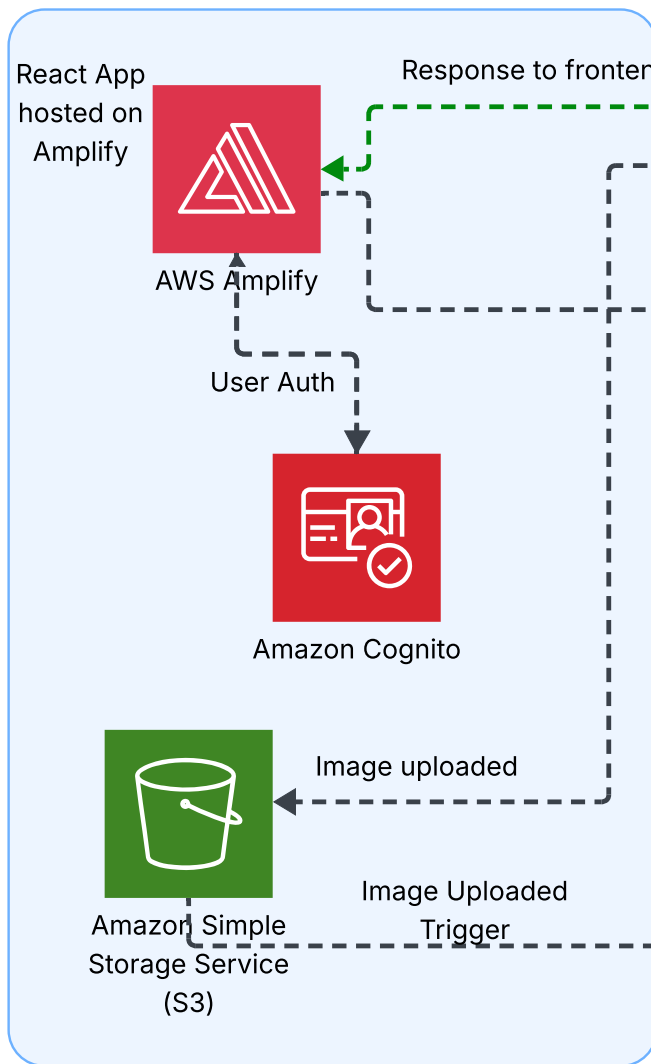 React App
hosted on
Amplify
Response to
AWS Amplify
User Auth
Amazon Cognito
Image uploaded
Image Uploaded
Trigger
Amazon Simple
Storage Service
(S3)